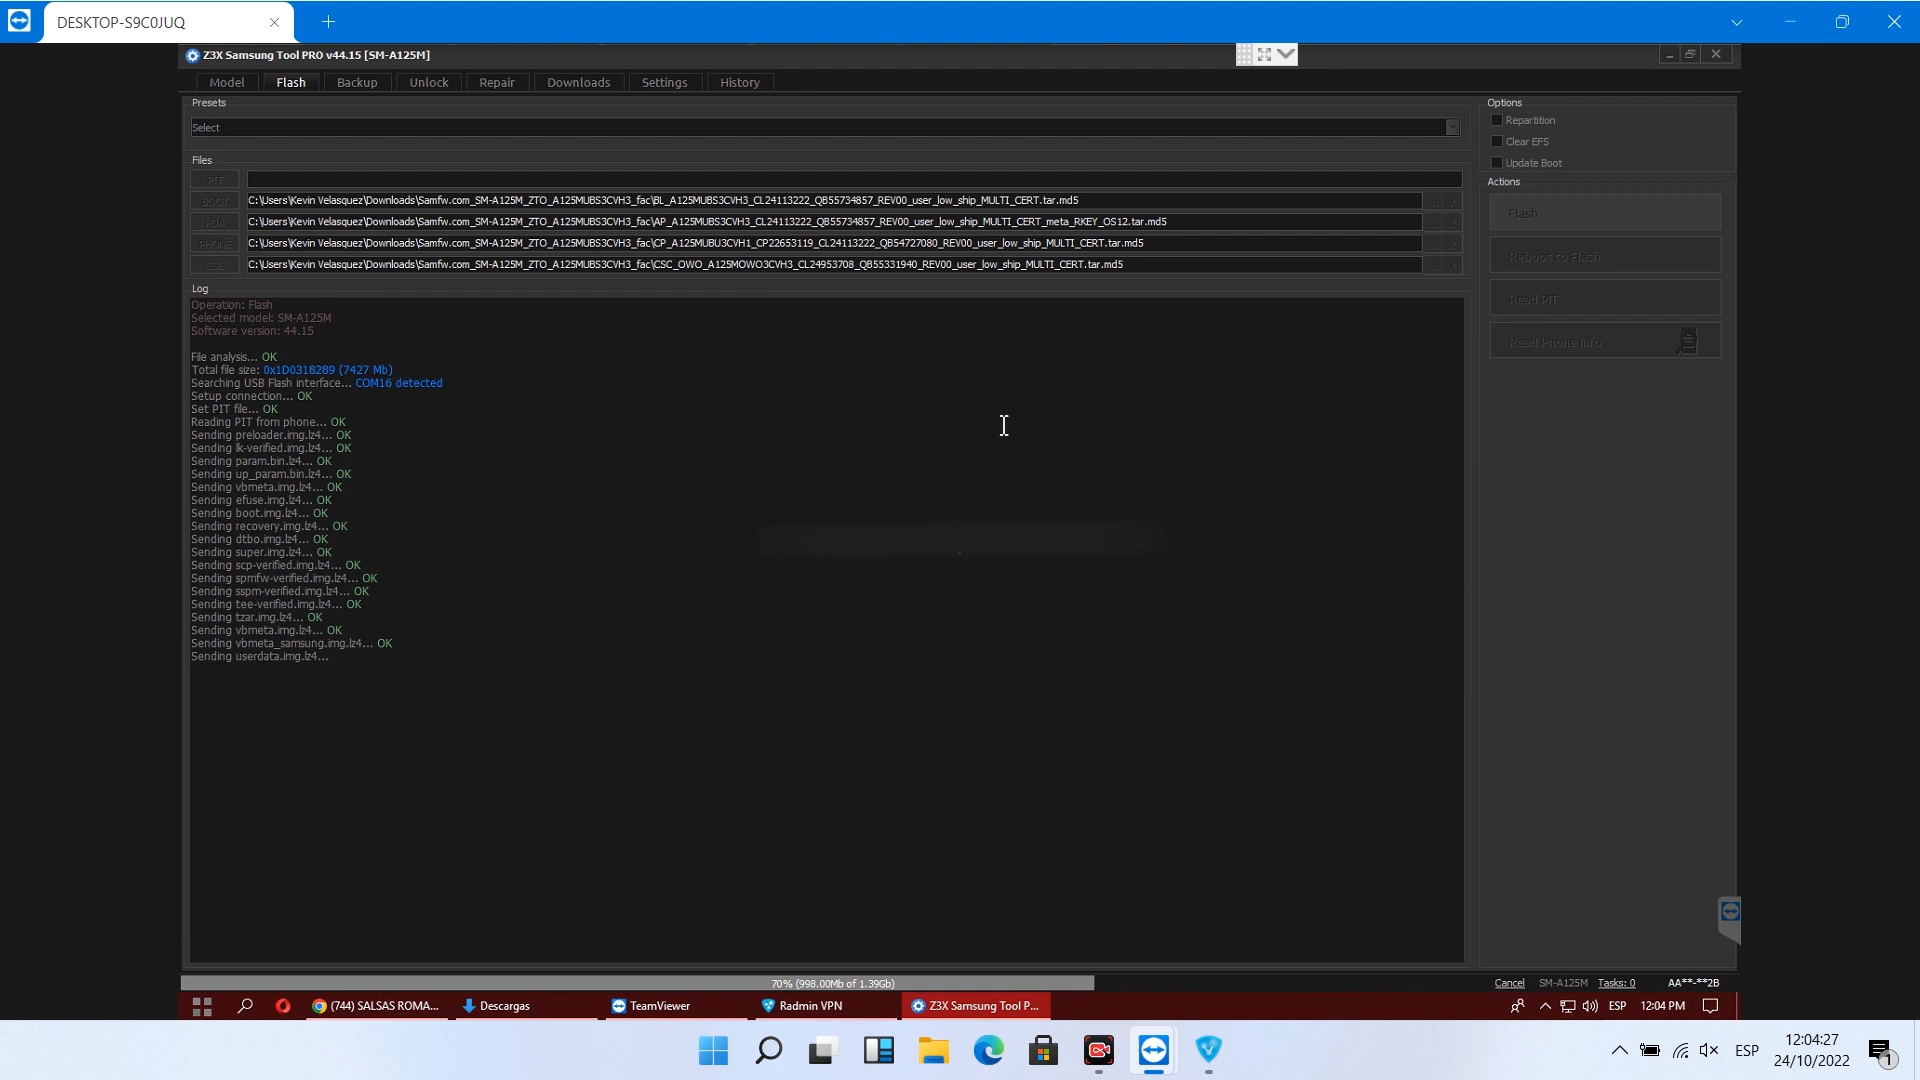 DESKTOP-S9C0JUQ
Z3X Samsung Tool PRO v44.15 [SM-A125M]
Model Flash Backup Unlock Repair Downloads Settings History
Presets
Select
Files
PIT
BOOT C:\Users\Kevin Velasquez\Downloads\Samfw.com_SM-A125M_ZTO_A125MUBS3CVH3_fac\BL_A125MUBS3CVH3_CL24113222_QB55734857_REV00_user_low_ship_MULTI_CERT.tar.md5
PDA C:\Users\Kevin Velasquez\Downloads\Samfw.com_SM-A125M_ZTO_A125MUBS3CVH3_fac\AP_A125MUBS3CVH3_CL24113222_QB55734857_REV00_user_low_ship_MULTI_CERT_meta_RKEY_OS12.tar.md5
PHONE C:\Users\Kevin Velasquez\Downloads\Samfw.com_SM-A125M_ZTO_A125MUBS3CVH3_fac\CP_A125MUBU3CVH1_CP22653119_CL24113222_QB54727080_REV00_user_low_ship_MULTI_CERT.tar.md5
CSC C:\Users\Kevin Velasquez\Downloads\Samfw.com_SM-A125M_ZTO_A125MUBS3CVH3_fac\CSC_OWO_A125MOWO3CVH3_CL24953708_QB55331940_REV00_user_low_ship_MULTI_CERT.tar.md5
Log
Operation: Flash
Selected model: SM-A125M
Software version: 44.15
File analysis... OK
Total file size: 0x1D0318289 (7427 Mb)
Searching USB Flash interface... COM16 detected
Setup connection... OK
Set PIT file... OK
Reading PIT from phone... OK
Sending preloader.img.lz4... OK
Sending lk-verified.img.lz4... OK
Sending param.bin.lz4... OK
Sending up_param.bin.lz4... OK
Sending vbmeta.img.lz4... OK
Sending efuse.img.lz4... OK
Sending boot.img.lz4... OK
Sending recovery.img.lz4... OK
Sending dtbo.img.lz4... OK
Sending super.img.lz4... OK
Sending scp-verified.img.lz4... OK
Sending spmfw-verified.img.lz4... OK
Sending sspm-verified.img.lz4... OK
Sending tee-verified.img.lz4... OK
Sending tzar.img.lz4... OK
Sending vbmeta.img.lz4... OK
Sending vbmeta_samsung.img.lz4... OK
Sending userdata.img.lz4...
Options
Repartition
Clear EFS
Update Boot
Actions
Flash
Reboot to Flash
Read PIT
Read Phone Info
70% (998.00Mb of 1.39Gb)
Cancel SM-A125M Tasks: 0 AA**-**2B
(744) SALSAS ROMA... Descargas TeamViewer Radmin VPN Z3X Samsung Tool P... ESP 12:04 PM
ESP
12:04:27
24/10/2022
1